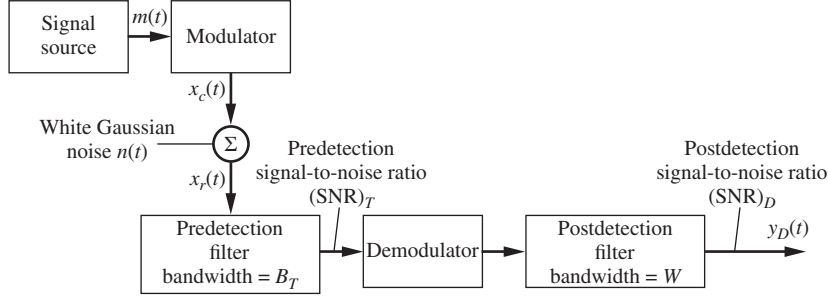 Signal
source
m(t)
Modulator
x_c(t)
White Gaussian
noise n(t)
Σ
x_r(t)
Predetection
signal-to-noise ratio
(SNR)_T
Postdetection
signal-to-noise ratio
(SNR)_D
Predetection
filter
bandwidth = B_T
Demodulator
Postdetection
filter
bandwidth = W
y_D(t)